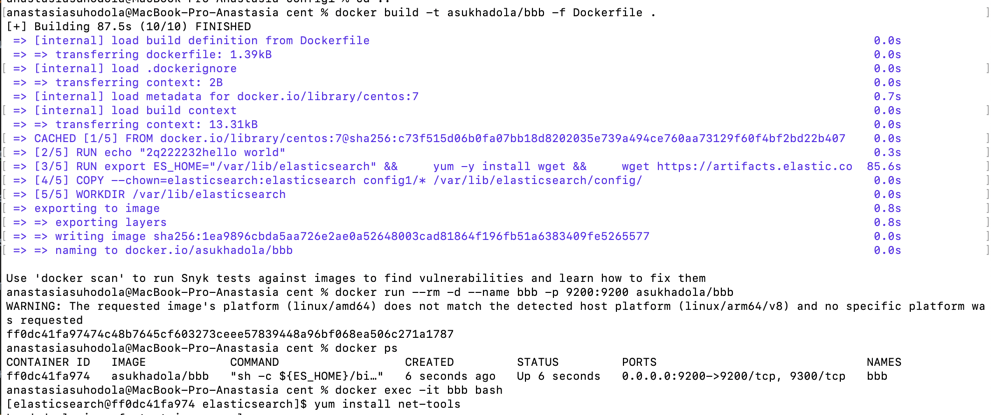 anastasiasuhodola@MacBook-Pro-Anastasia cent % docker build -t asukhadola/bbb -f Dockerfile .
[+] Building 87.5s (10/10) FINISHED
=> [internal] load build definition from Dockerfile 0.0s
=> => transferring dockerfile: 1.39kB 0.0s
=> [internal] load .dockerignore 0.0s
=> => transferring context: 2B 0.0s
=> [internal] load metadata for docker.io/library/centos:7 0.7s
=> [internal] load build context 0.0s
=> => transferring context: 13.31kB 0.0s
=> CACHED [1/5] FROM docker.io/library/centos:7@sha256:c73f515d06b0fa07bb18d8202035e739a494ce760aa73129f60f4bf2bd22b407 0.0s
=> [2/5] RUN echo "2q222232hello world" 0.3s
=> [3/5] RUN export ES_HOME="/var/lib/elasticsearch" && yum -y install wget && wget https://artifacts.elastic.co 85.6s
=> [4/5] COPY --chown=elasticsearch:elasticsearch config1/* /var/lib/elasticsearch/config/ 0.0s
=> [5/5] WORKDIR /var/lib/elasticsearch 0.0s
=> exporting to image 0.8s
=> => exporting layers 0.8s
=> => writing image sha256:1ea9896cbda5aa726e2ae0a52648003cad81864f196fb51a6383409fe5265577 0.0s
=> => naming to docker.io/asukhadola/bbb 0.0s
Use 'docker scan' to run Snyk tests against images to find vulnerabilities and learn how to fix them
anastasiasuhodola@MacBook-Pro-Anastasia cent % docker run --rm -d --name bbb -p 9200:9200 asukhadola/bbb
WARNING: The requested image's platform (linux/amd64) does not match the detected host platform (linux/arm64/v8) and no specific platform wa
s requested
ff0dc41fa97474c48b7645cf603273ceee57839448a96bf068ea506c271a1787
anastasiasuhodola@MacBook-Pro-Anastasia cent % docker ps
CONTAINER ID IMAGE COMMAND CREATED STATUS PORTS NAMES
ff0dc41fa974 asukhadola/bbb "sh -c ${ES_HOME}/bi…" 6 seconds ago Up 6 seconds 0.0.0.0:9200->9200/tcp, 9300/tcp bbb
anastasiasuhodola@MacBook-Pro-Anastasia cent % docker exec -it bbb bash
[elasticsearch@ff0dc41fa974 elasticsearch]$ yum install net-tools